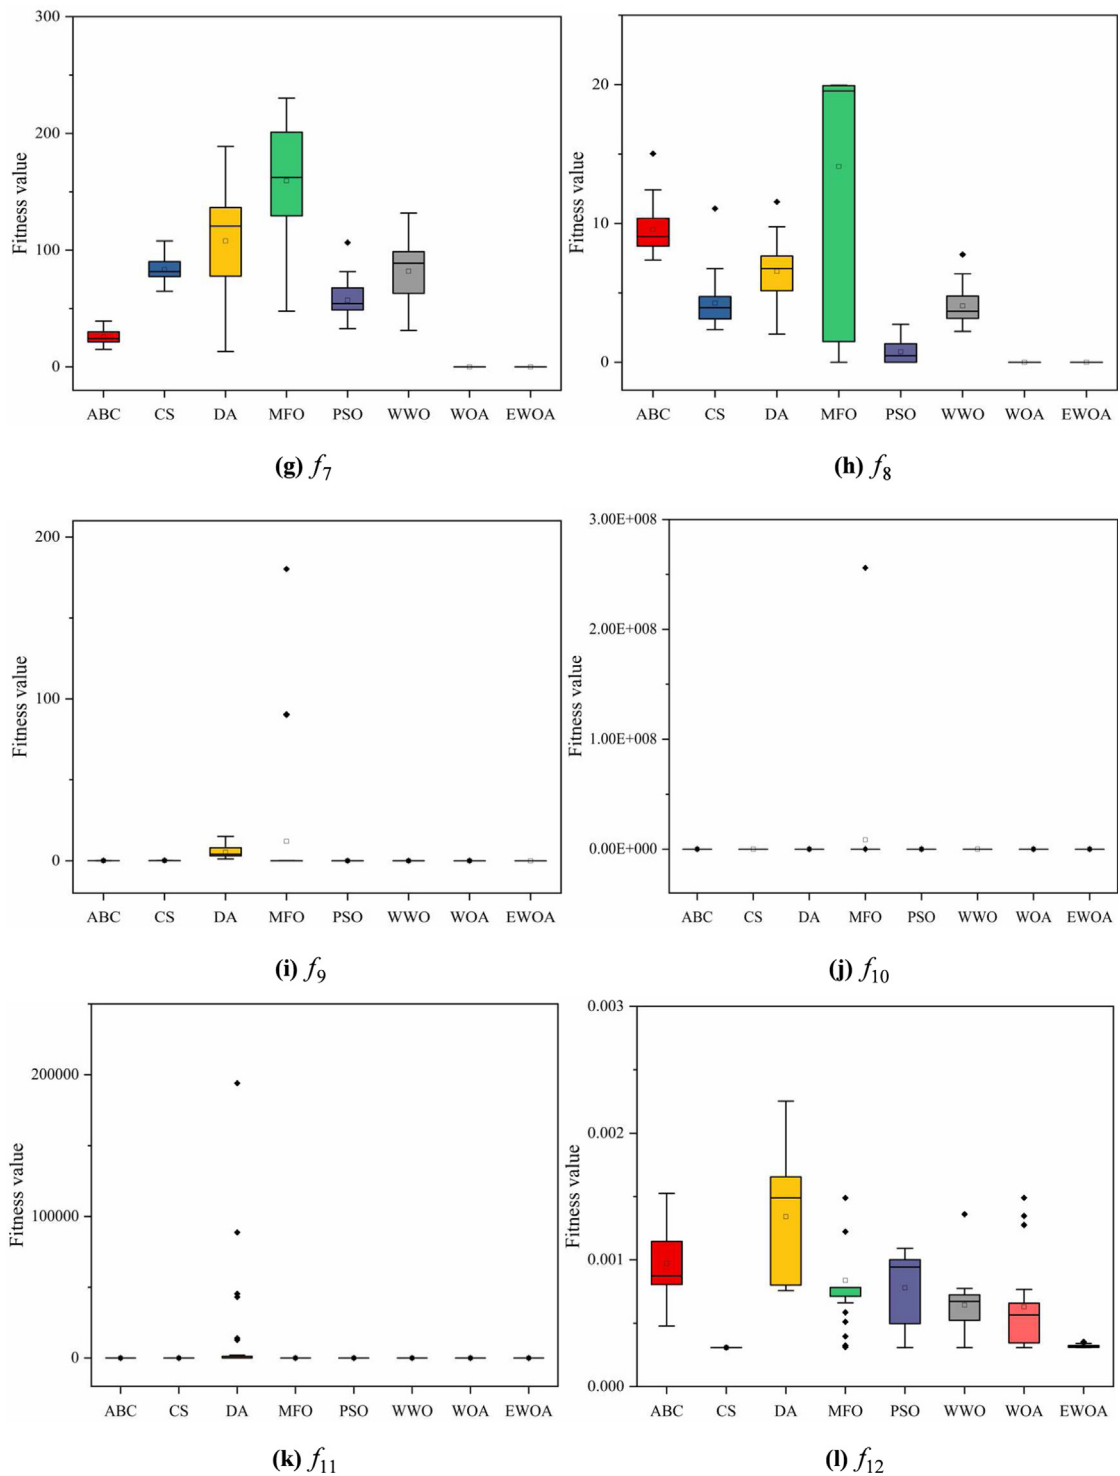 300
200
100
0
Fitness value
ABC CS DA MFO PSO WWO WOA EWOA
(g) f7
20
10
0
Fitness value
ABC CS DA MFO PSO WWO WOA EWOA
(h) f8
200
100
0
Fitness value
ABC CS DA MFO PSO WWO WOA EWOA
(i) f9
3.00E+008
2.00E+008
1.00E+008
0.00E+000
Fitness value
ABC CS DA MFO PSO WWO WOA EWOA
(j) f10
200000
100000
0
Fitness value
ABC CS DA MFO PSO WWO WOA EWOA
(k) f11
0.003
0.002
0.001
0.000
Fitness value
ABC CS DA MFO PSO WWO WOA EWOA
(l) f12